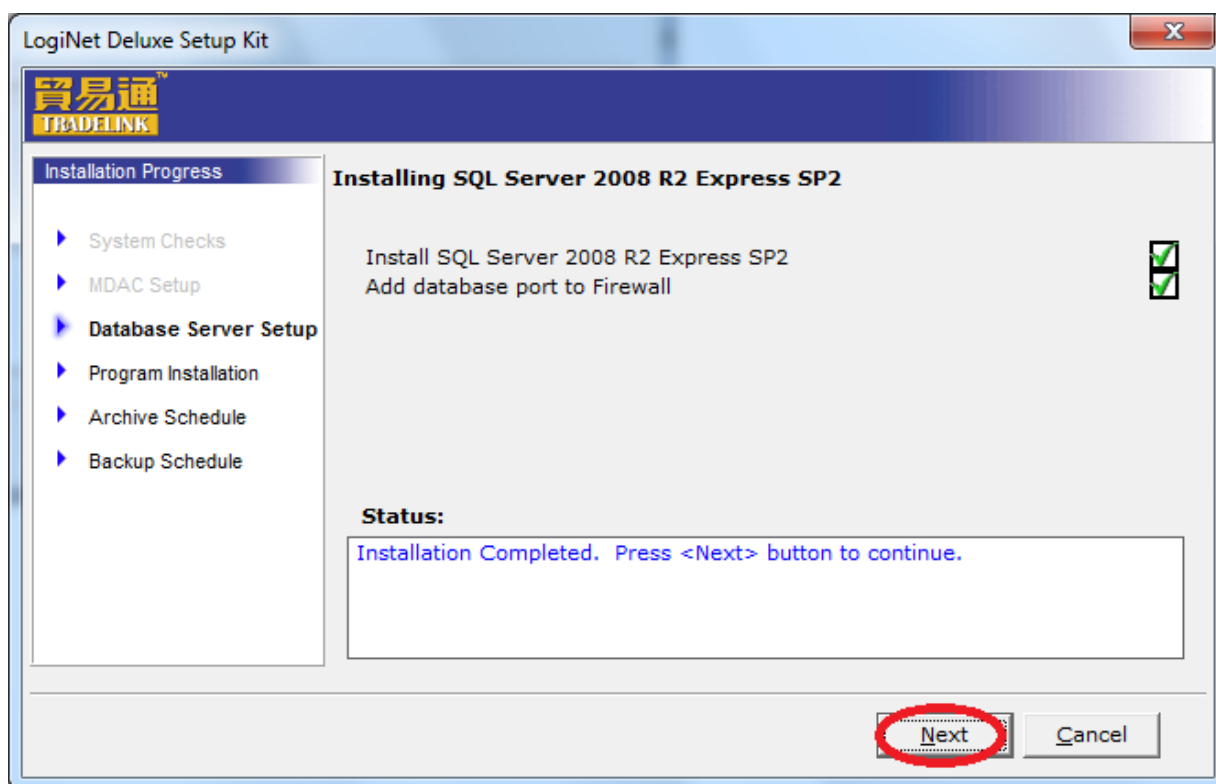 LogiNet Deluxe Setup Kit
貿易通™
TRADELINK
Installation Progress
System Checks
MDAC Setup
Database Server Setup
Program Installation
Archive Schedule
Backup Schedule
Installing SQL Server 2008 R2 Express SP2
Install SQL Server 2008 R2 Express SP2
Add database port to Firewall
Status:
Installation Completed. Press <Next> button to continue.
Next
Cancel